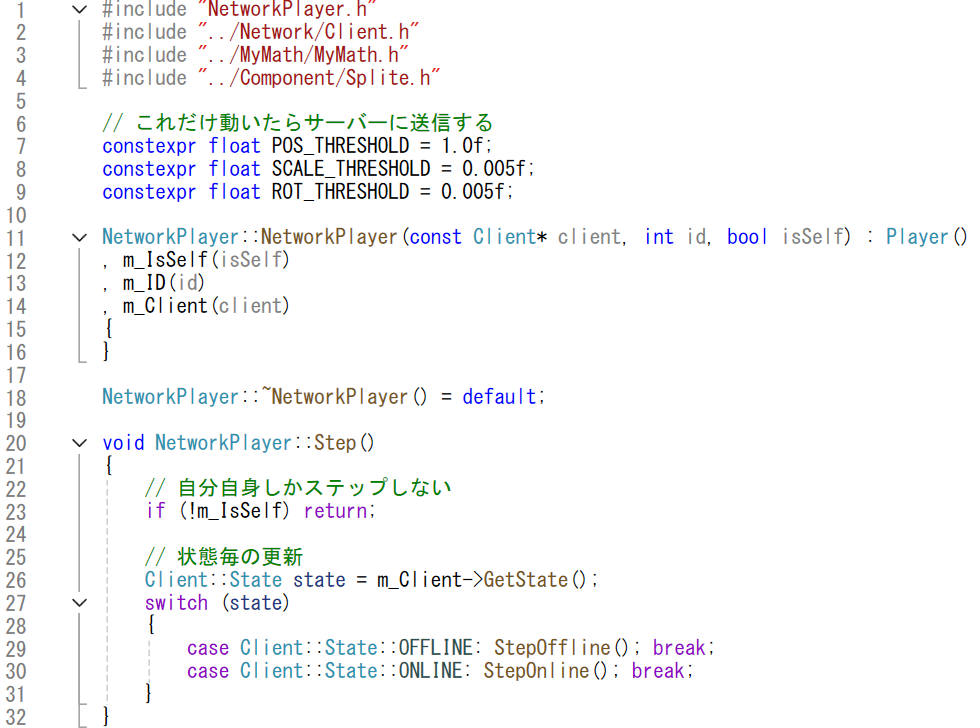 1 #include "NetworkPlayer.h"
2 #include "../Network/Client.h"
3 #include "../MyMath/MyMath.h"
4 #include "../Component/Splite.h"
5
6 // これだけ動いたらサーバーに送信する
7 constexpr float POS_THRESHOLD = 1.0f;
8 constexpr float SCALE_THRESHOLD = 0.005f;
9 constexpr float ROT_THRESHOLD = 0.005f;
10
11 NetworkPlayer::NetworkPlayer(const Client* client, int id, bool isSelf) : Player()
12 , m_IsSelf(isSelf)
13 , m_ID(id)
14 , m_Client(client)
15 {
16 }
17
18 NetworkPlayer::~NetworkPlayer() = default;
19
20 void NetworkPlayer::Step()
21 {
22 // 自分自身しかステップしない
23 if (!m_IsSelf) return;
24
25 // 状態毎の更新
26 Client::State state = m_Client->GetState();
27 switch (state)
28 {
29 case Client::State::OFFLINE: StepOffline(); break;
30 case Client::State::ONLINE: StepOnline(); break;
31 }
32 }